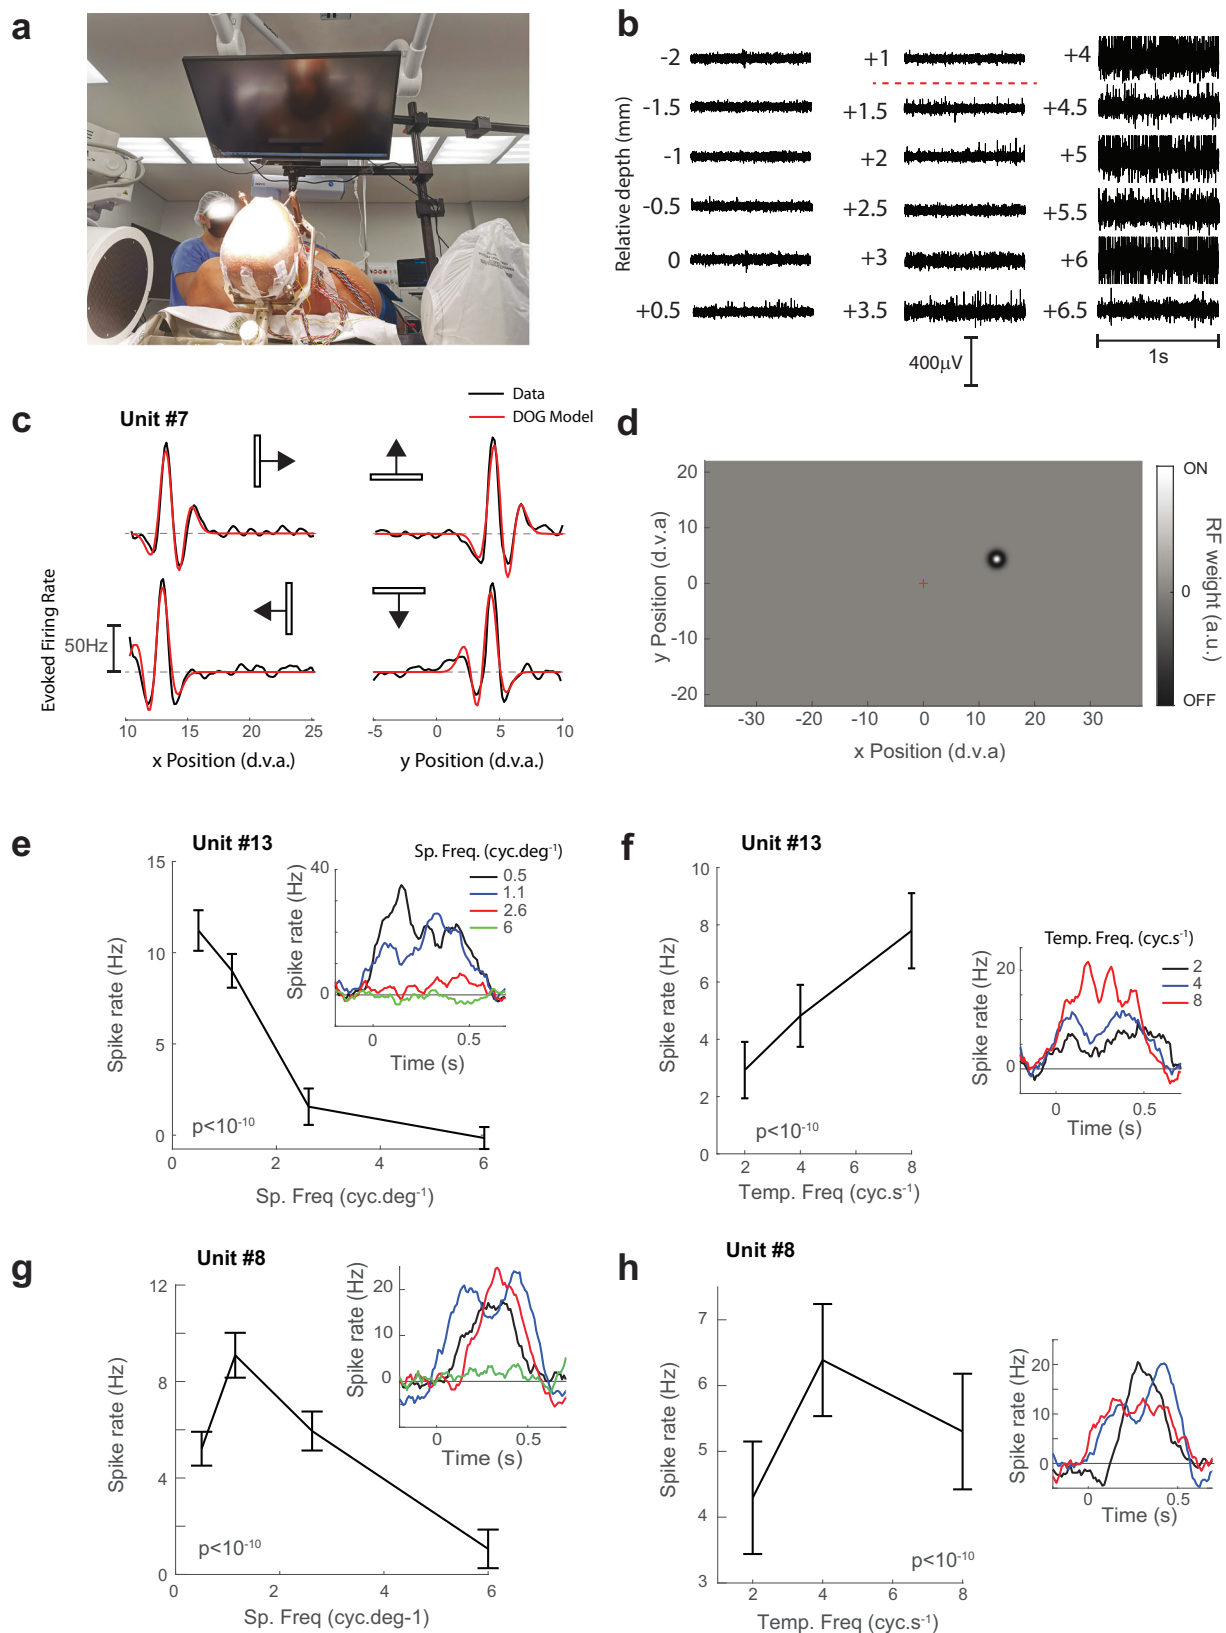 a
b
-2
-1.5
-1
-0.5
0
+0.5
+1
+1.5
+2
+2.5
+3
+3.5
+4
+4.5
+5
+5.5
+6
+6.5
Relative depth (mm)
400µV
1s
c
Unit #7
Data
DOG Model
Evoked Firing Rate
50Hz
10 15 20 25
x Position (d.v.a.)
-5 0 5 10
y Position (d.v.a.)
d
20
10
0
-10
-20
y Position (d.v.a)
-30 -20 -10 0 10 20 30
x Position (d.v.a)
ON
0
OFF
RF weight (a.u.)
e
Unit #13
15
10
5
0
Spike rate (Hz)
0 2 4 6
Sp. Freq (cyc.deg⁻¹)
p<10⁻¹⁰
Sp. Freq. (cyc.deg⁻¹)
0.5
1.1
2.6
6
40
20
0
Spike rate (Hz)
0 0.5
Time (s)
f
Unit #13
10
8
6
4
2
0
Spike rate (Hz)
2 4 6 8
Temp. Freq (cyc.s⁻¹)
p<10⁻¹⁰
Temp. Freq. (cyc.s⁻¹)
2
4
8
20
10
0
Spike rate (Hz)
0 0.5
Time (s)
g
Unit #8
12
8
4
0
Spike rate (Hz)
0 2 4 6
Sp. Freq (cyc.deg-1)
p<10⁻¹⁰
20
10
0
Spike rate (Hz)
0 0.5
Time (s)
h
Unit #8
7
6
5
4
3
Spike rate (Hz)
2 4 6 8
Temp. Freq (cyc.s⁻¹)
p<10⁻¹⁰
20
10
0
Spike rate (Hz)
0 0.5
Time (s)